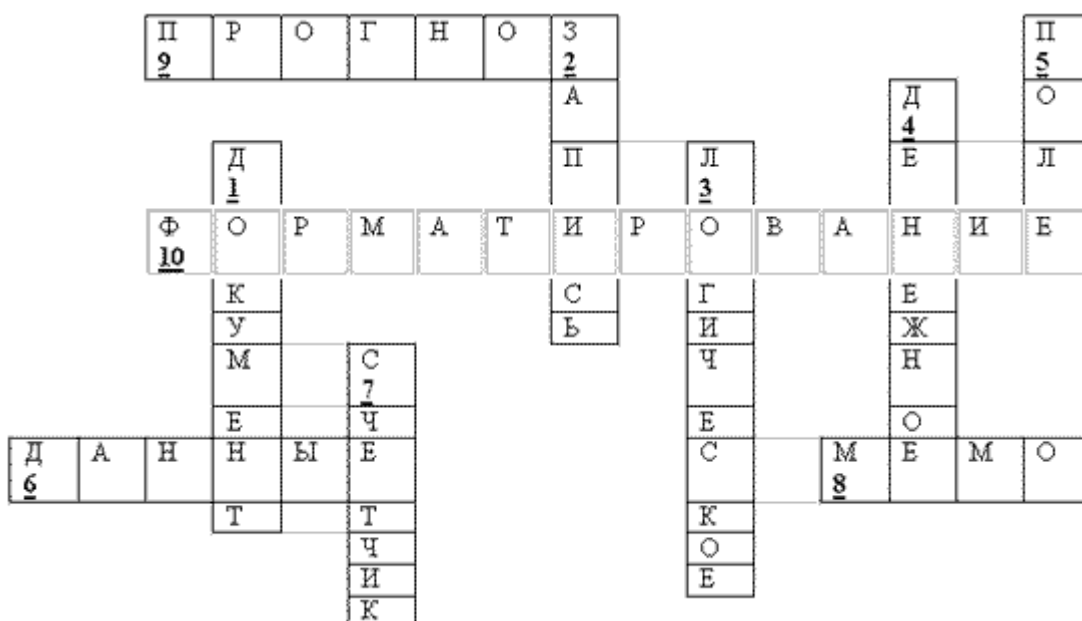 П Р О Г Н О З П
9 2 5
А Д О
4
Д П Л Е Л
1 3
Ф О Р М А Т И Р О В А Н И Е
10
К С Г Е
У Ь И Ж
М С Ч Н
7
Е Ч Е О
Д А Н Н Ы Е С М Е М О
6 8
Т Т К
Ч О
И Е
К